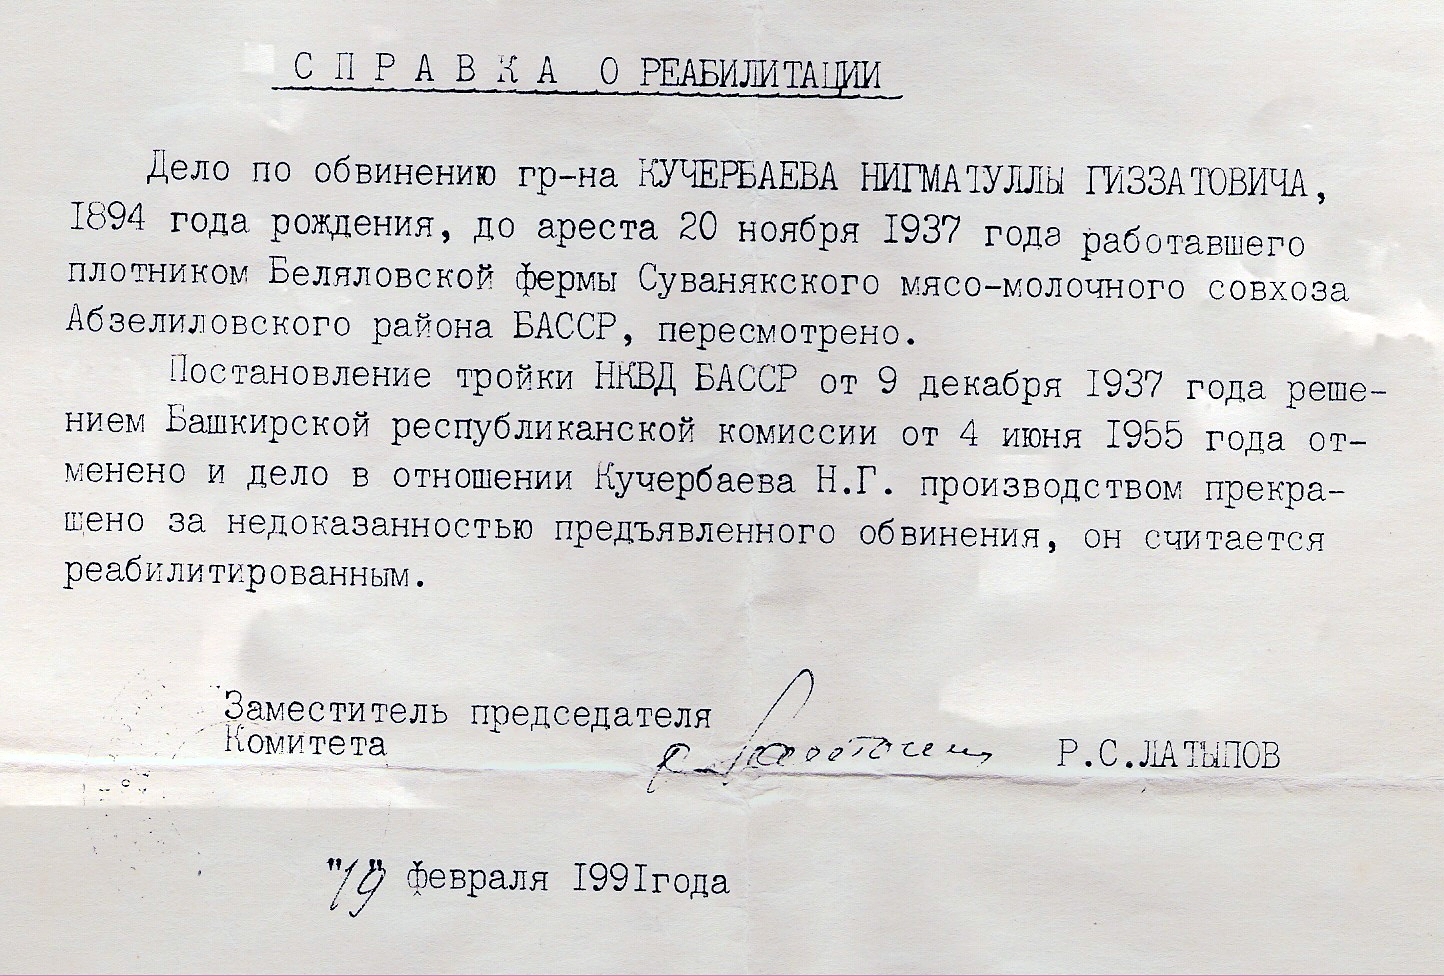 С П Р А В К А О РЕАБИЛИТАЦИИ
Дело по обвинению гр-на КУЧЕРБАЕВА НИГМАТУЛЛЫ ГИЗЗАТОВИЧА,
1894 года рождения, до ареста 20 ноября 1937 года работавшего
плотником Беляловской фермы Суванякского мясо-молочного совхоза
Абзелиловского района БАССР, пересмотрено.
Постановление тройки НКВД БАССР от 9 декабря 1937 года реше-
нием Башкирской республиканской комиссии от 4 июня 1955 года от-
менено и дело в отношении Кучербаева Н.Г. производством прекра-
щено за недоказанностью предъявленного обвинения, он считается
реабилитированным.
Заместитель председателя
Комитета Р.С.ЛАТЫПОВ
"19" февраля 1991года